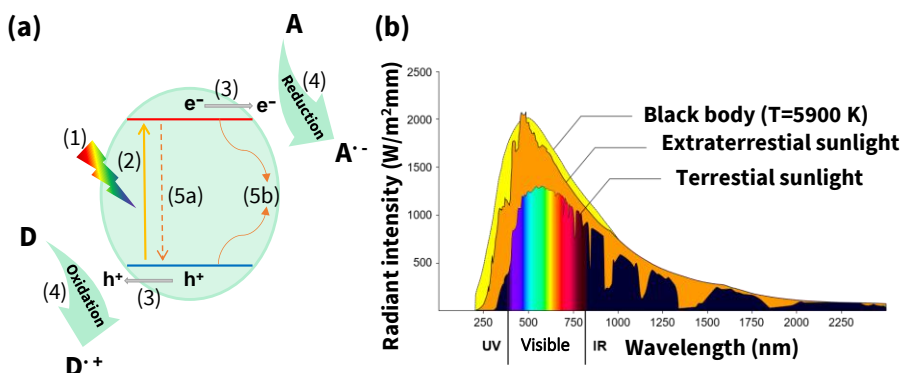 (a)
A
(3)
e⁻
e⁻
Reduction
(4)
(1)
(2)
A·-
(5a)
(5b)
D
h⁺
h⁺
(3)
(4)
Oxidation
D·+
(b)
Radiant intensity (W/m²mm)
2500
2000
1500
1000
500
Black body (T=5900 K)
Extraterrestial sunlight
Terrestial sunlight
250 500 750 1000 1250 1500 1750 2000 2250
UV Visible IR Wavelength (nm)